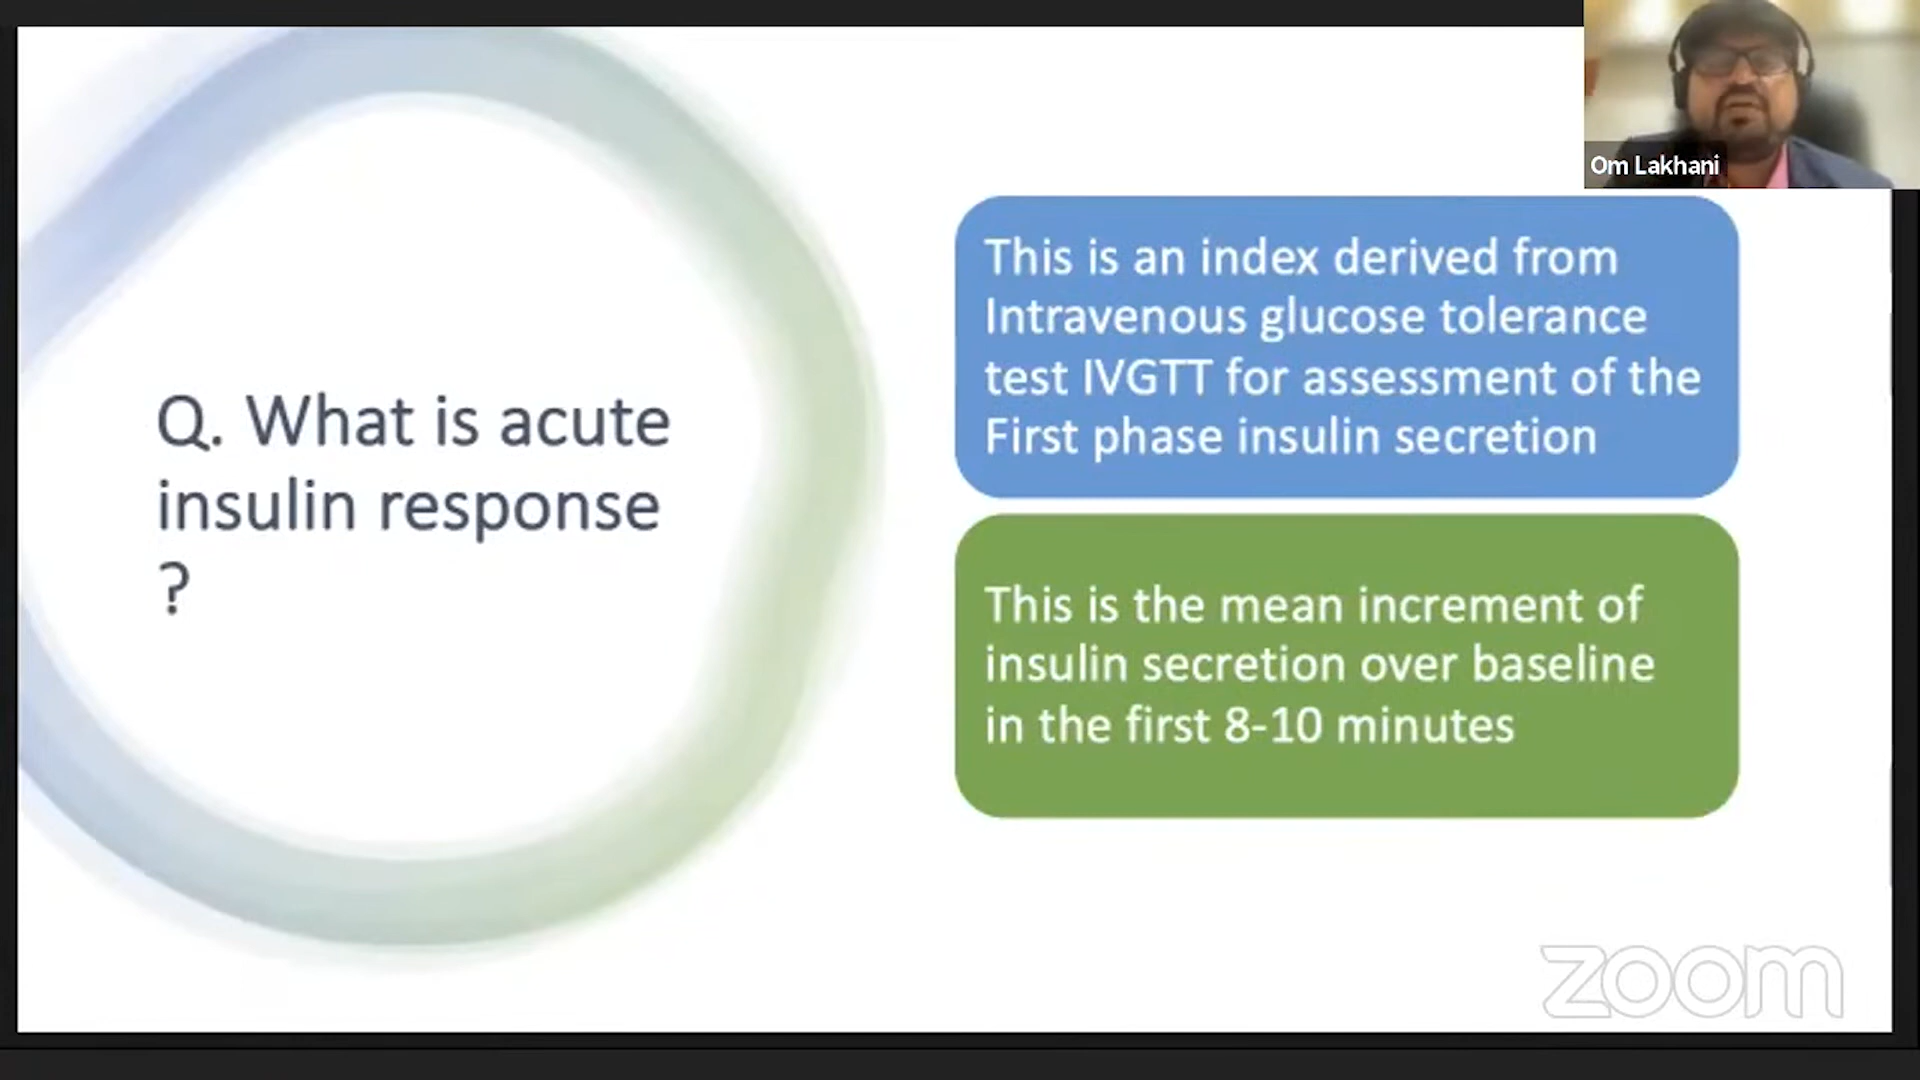 Om Lakhani
Q. What is acute
insulin response
?
This is an index derived from
Intravenous glucose tolerance
test IVGTT for assessment of the
First phase insulin secretion
This is the mean increment of
insulin secretion over baseline
in the first 8-10 minutes
zoom